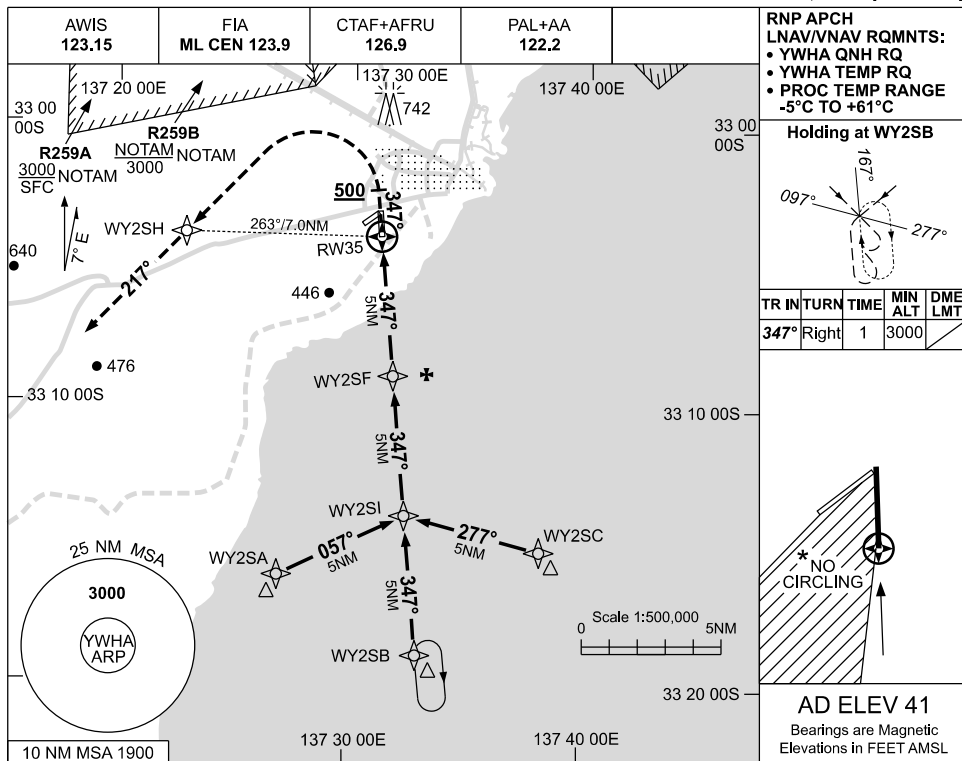 AWIS
123.15
FIA
ML CEN 123.9
CTAF+AFRU
126.9
PAL+AA
122.2
RNP APCH
LNAV/VNAV RQMNTS:
• YWHA QNH RQ
• YWHA TEMP RQ
• PROC TEMP RANGE
-5°C TO +61°C
137 20 00E
137 30 00E
137 40 00E
33 00
00S
33 00
00S
742
R259A
3000
SFC
NOTAM
R259B
NOTAM
3000
NOTAM
7° E
640
WY2SH
263°/7.0NM
500
347°
RW35
217°
446
476
347°
5NM
WY2SF
33 10 00S
33 10 00S
347°
5NM
WY2SI
WY2SA
057°
5NM
277°
5NM
WY2SC
347°
5NM
WY2SB
25 NM MSA
3000
YWHA
ARP
Scale 1:500,000
0
5NM
33 20 00S
137 30 00E
137 40 00E
10 NM MSA 1900
Holding at WY2SB
167°
097°
277°
TR IN
TURN
TIME
MIN
ALT
DME
LMT
347°
Right
1
3000
* NO
CIRCLING
AD ELEV 41
Bearings are Magnetic
Elevations in FEET AMSL